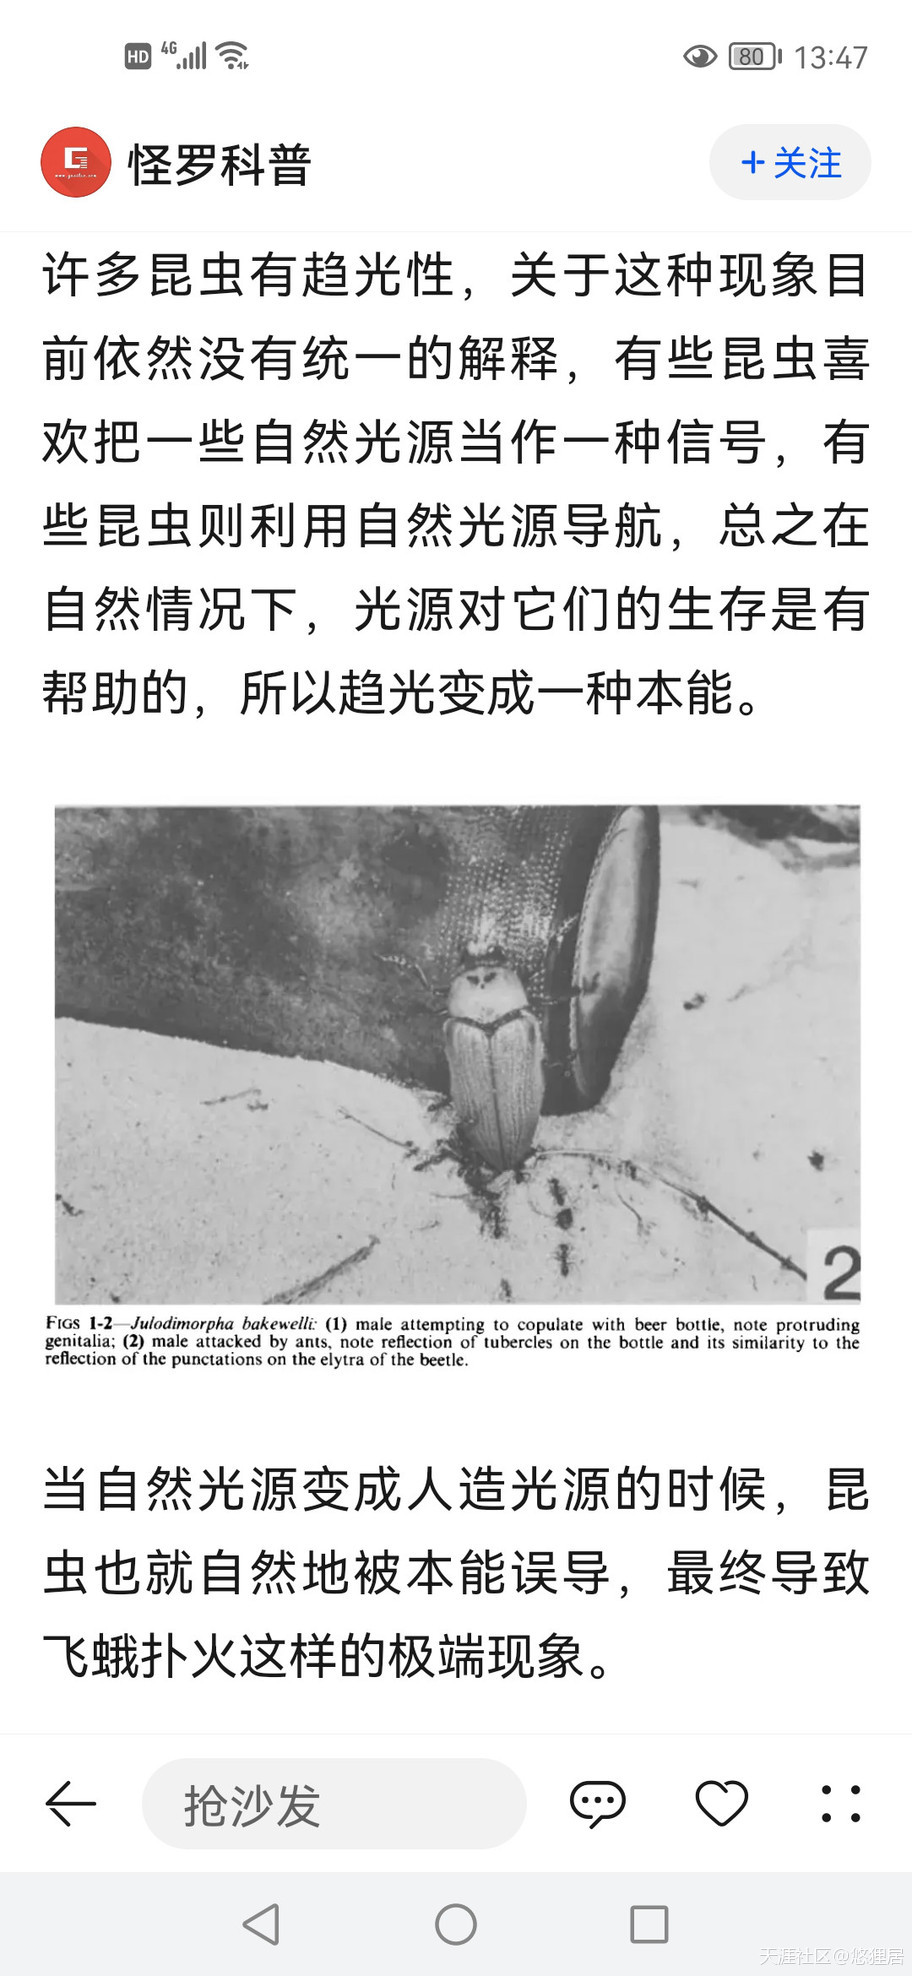 HD 4G 80 13:47
怪罗科普
+关注
许多昆虫有趋光性，关于这种现象目
前依然没有统一的解释，有些昆虫喜
欢把一些自然光源当作一种信号，有
些昆虫则利用自然光源导航，总之在
自然情况下，光源对它们的生存是有
帮助的，所以趋光变成一种本能。
2
FIGS 1-2—Julodimorpha bakewelli: (1) male attempting to copulate with beer bottle, note protruding
genitalia; (2) male attacked by ants, note reflection of tubercles on the bottle and its similarity to the
reflection of the punctations on the elytra of the beetle.
当自然光源变成人造光源的时候，昆
虫也就自然地被本能误导，最终导致
飞蛾扑火这样的极端现象。
抢沙发
天涯社区@悠狸居